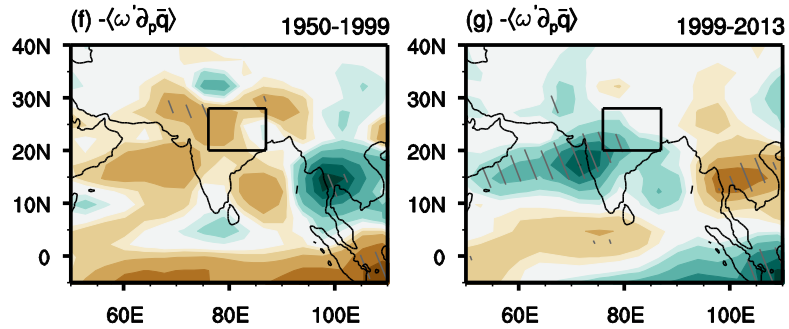 (f) -⟨ω'∂ₚq̄⟩ 1950-1999 (g) -⟨ω'∂ₚq̄⟩ 1999-2013
40N 40N
30N 30N
20N 20N
10N 10N
0 0
60E 80E 100E 60E 80E 100E